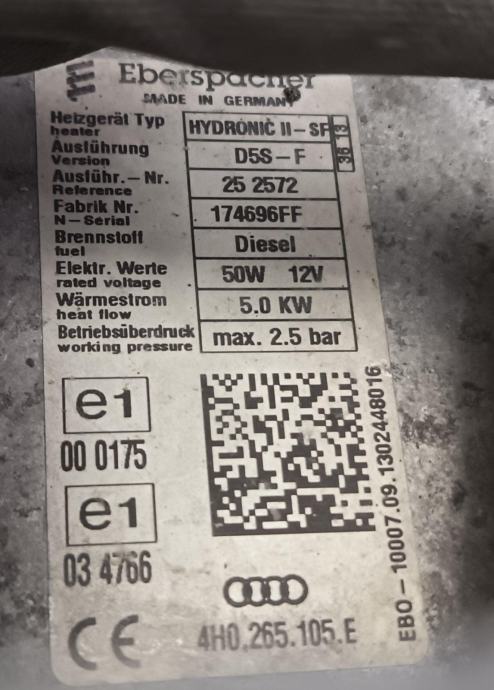 Eberspächer
MADE IN GERMANY
Heizgerät Typ
heater
HYDRONIC II – SF
36 13
Ausführung
Version
D5S – F
Ausführ. – Nr.
Reference
25 2572
Fabrik Nr.
N – Serial
174696FF
Brennstoff
fuel
Diesel
Elektr. Werte
rated voltage
50W 12V
Wärmestrom
heat flow
5.0 KW
Betriebsüberdruck
working pressure
max. 2.5 bar
e1
00 0175
e1
03 4766
CE
4H0.265.105.E
EBO – 10007.09.1302448016